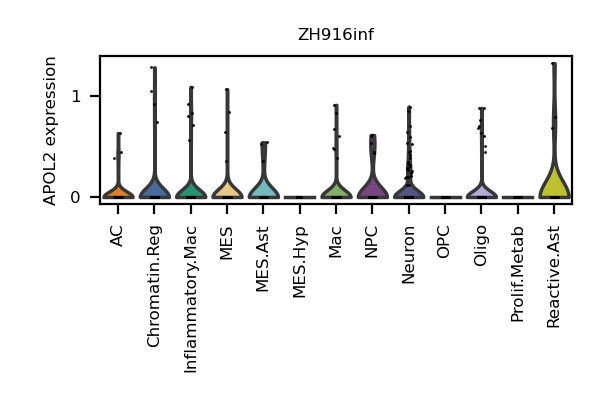 ZH916inf
APOL2 expression
1
0
AC
Chromatin.Reg
Inflammatory.Mac
MES
MES.Ast
MES.Hyp
Mac
NPC
Neuron
OPC
Oligo
Prolif.Metab
Reactive.Ast